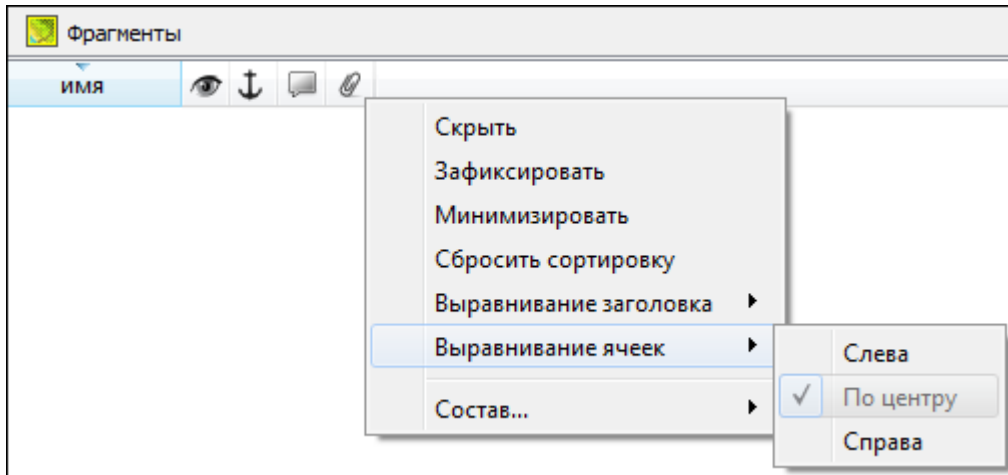 Фрагменты
имя
Скрыть
Зафиксировать
Минимизировать
Сбросить сортировку
Выравнивание заголовка
Выравнивание ячеек
Состав...
Слева
По центру
Справа